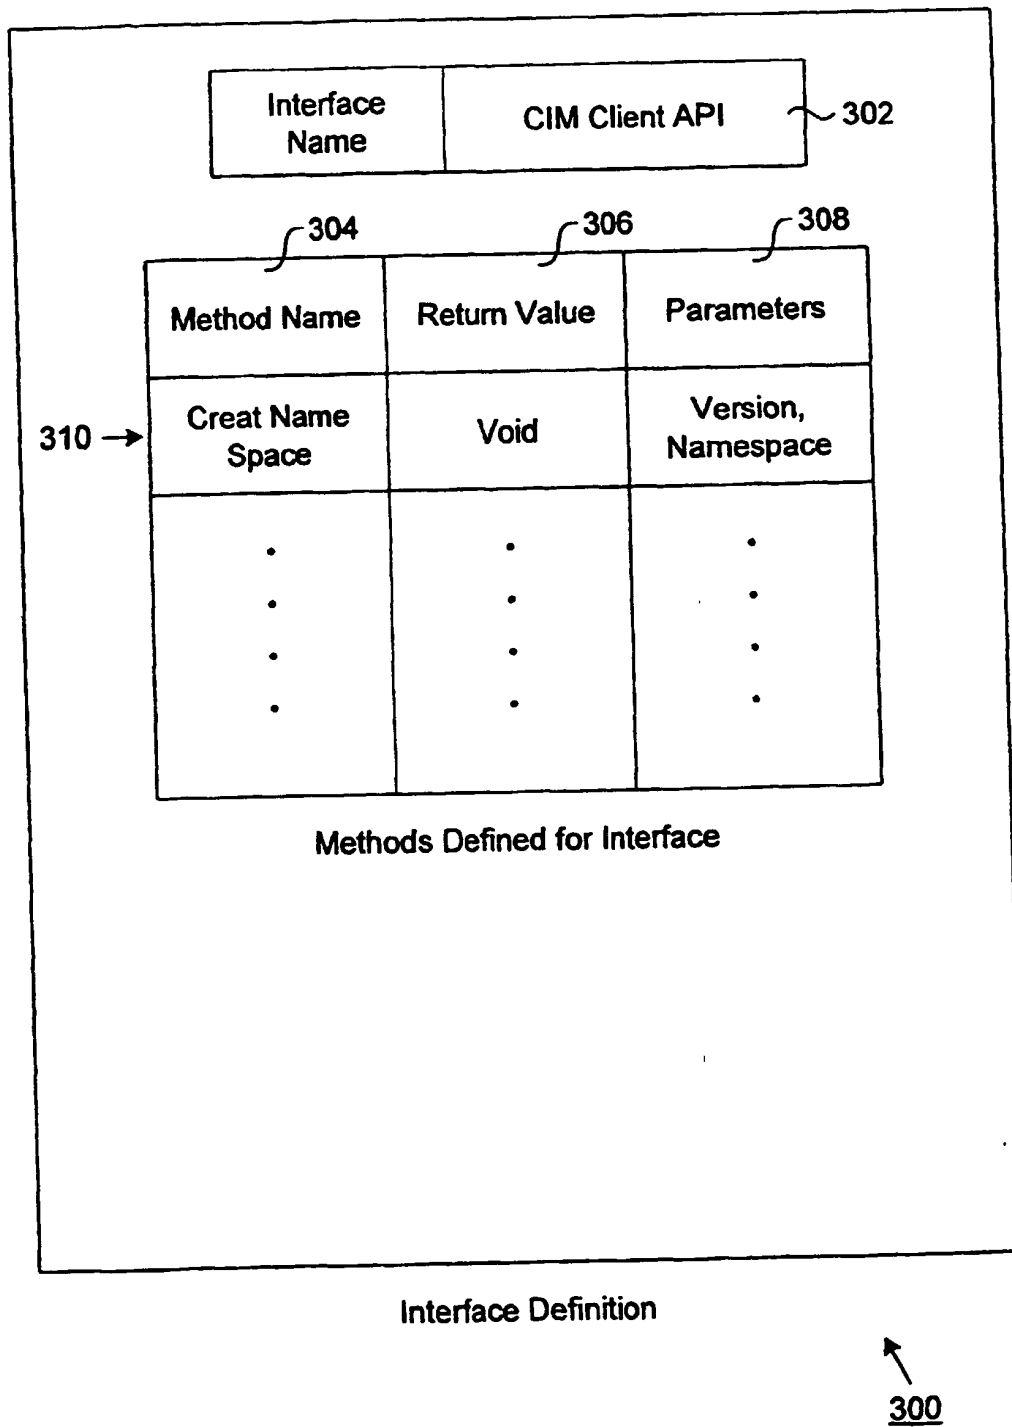 Interface
Name
CIM Client API
302
304
306
308
Method Name
Return Value
Parameters
310
Creat Name
Space
Void
Version,
Namespace
Methods Defined for Interface
Interface Definition
300